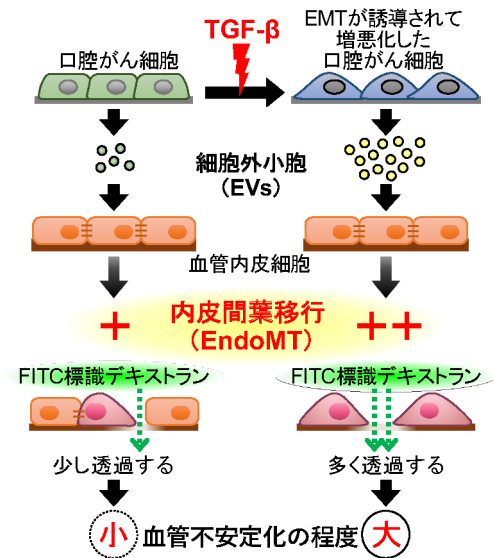 TGF-β
口腔がん細胞
EMTが誘導されて
増悪化した
口腔がん細胞
細胞外小胞
(EVs)
血管内皮細胞
+
内皮間葉移行
(EndoMT)
++
FITC標識デキストラン
FITC標識デキストラン
少し透過する
多く透過する
小
血管不安定化の程度
大